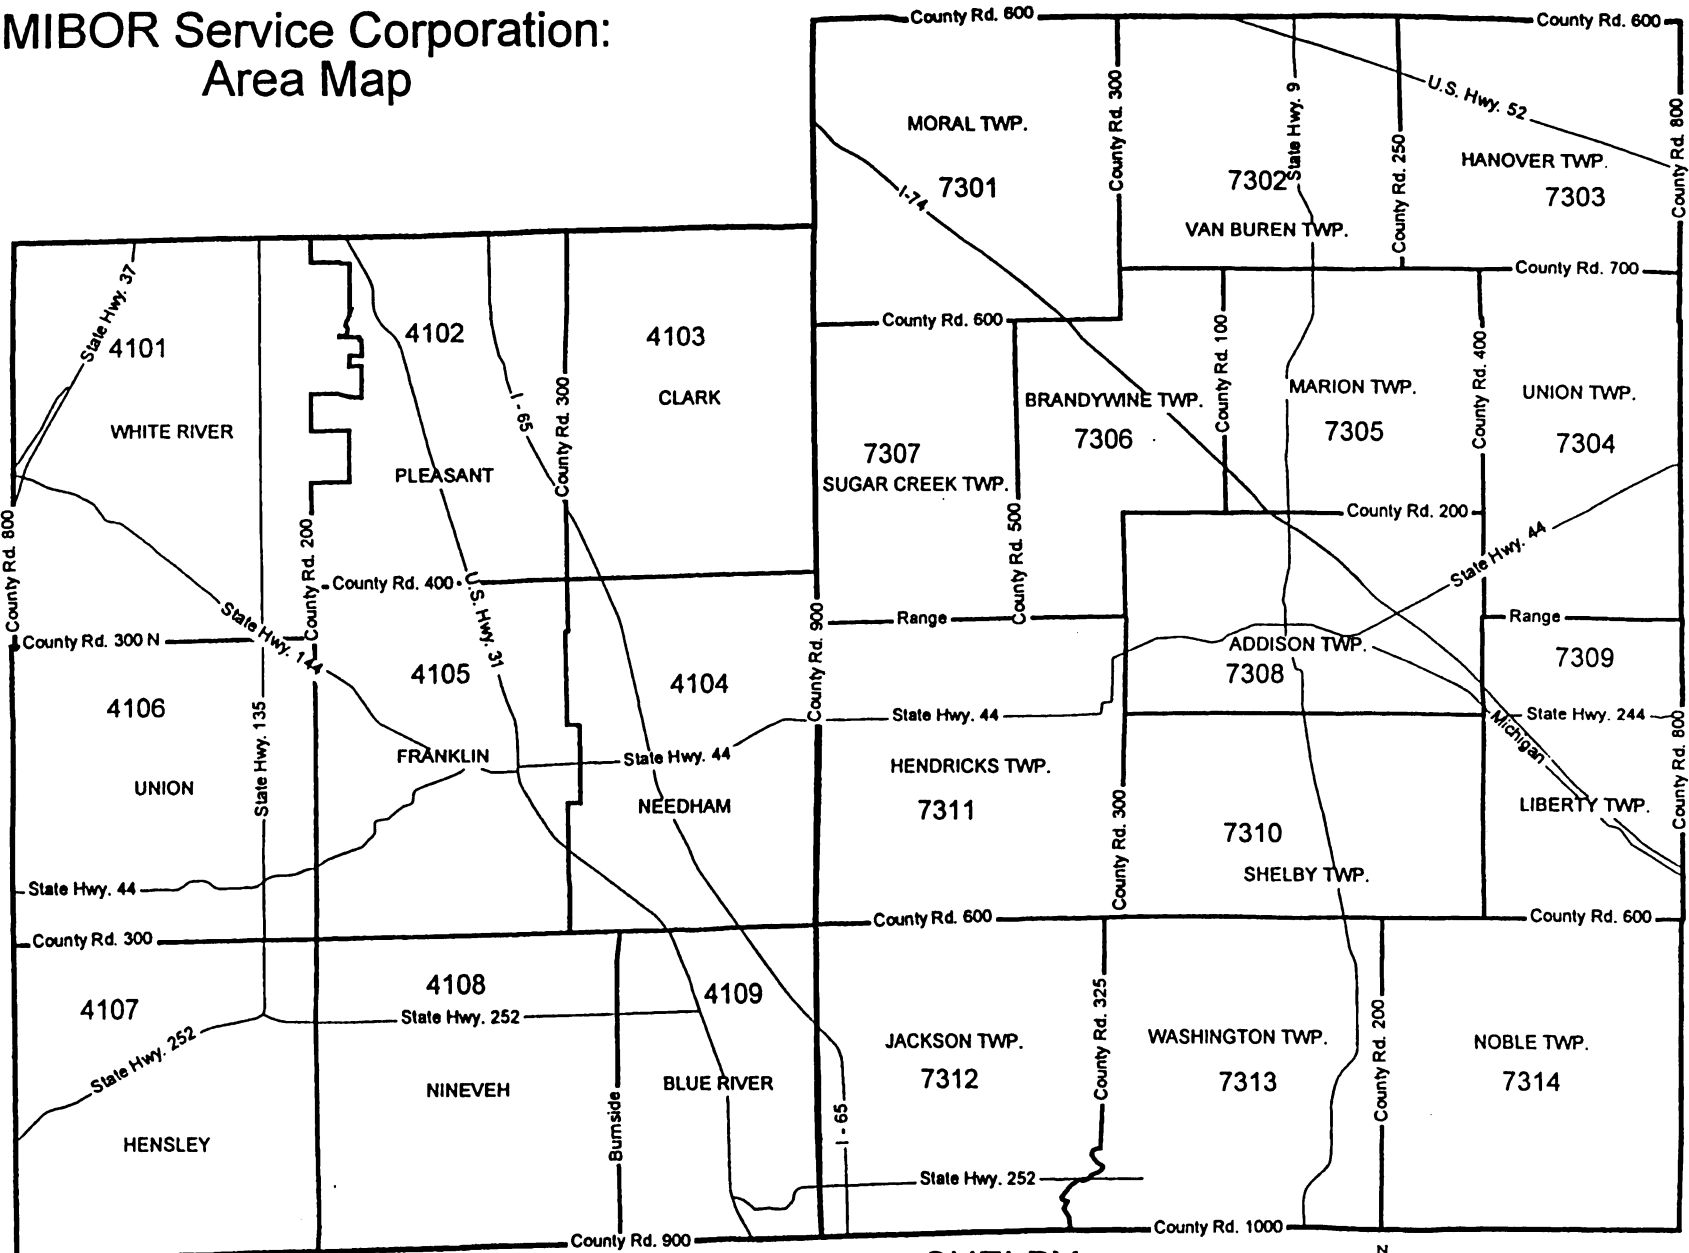 MIBOR Service Corporation:
Area Map
County Rd. 600
County Rd. 600
County Rd. 300
State Hwy. 9
County Rd. 250
U.S. Hwy. 52
County Rd. 800
MORAL TWP.
7301
I-74
7302
VAN BUREN TWP.
HANOVER TWP.
7303
County Rd. 700
State Hwy. 37
4101
WHITE RIVER
4102
PLEASANT
I - 65
County Rd. 300
4103
CLARK
County Rd. 600
County Rd. 100
County Rd. 400
BRANDYWINE TWP.
7306
MARION TWP.
7305
UNION TWP.
7304
7307
SUGAR CREEK TWP.
County Rd. 500
County Rd. 200
State Hwy. 44
County Rd. 800
County Rd. 200
County Rd. 400
U.S. Hwy. 31
County Rd. 900
Range
Range
County Rd. 300 N
State Hwy. 144
ADDISON TWP.
7308
7309
4106
UNION
State Hwy. 135
4105
FRANKLIN
4104
NEEDHAM
State Hwy. 44
State Hwy. 44
State Hwy. 244
Michigan
County Rd. 800
HENDRICKS TWP.
7311
County Rd. 300
7310
SHELBY TWP.
LIBERTY TWP.
State Hwy. 44
County Rd. 300
County Rd. 600
County Rd. 600
4107
HENSLEY
State Hwy. 252
4108
State Hwy. 252
NINEVEH
Burnside
4109
BLUE RIVER
I - 65
JACKSON TWP.
7312
County Rd. 325
WASHINGTON TWP.
7313
County Rd. 200
NOBLE TWP.
7314
State Hwy. 252
County Rd. 900
County Rd. 1000
N